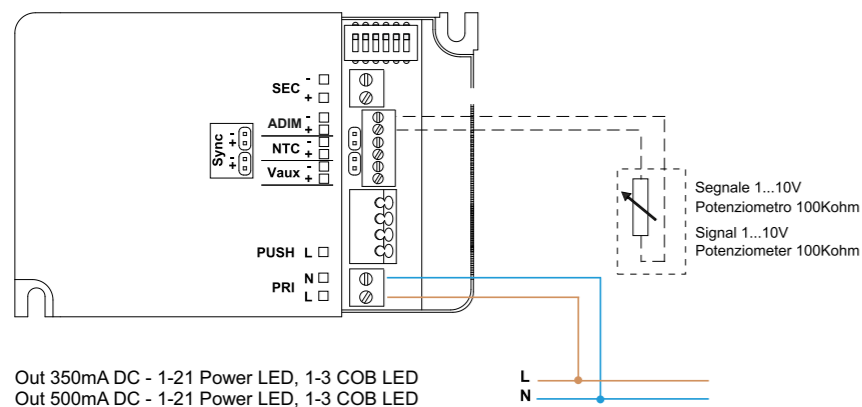 SEC - +
ADIM - +
NTC - +
Vaux - +
Sync + - + -
PUSH L
PRI N
L
Segnale 1...10V
Potenziometro 100Kohm
Signal 1...10V
Potenziometer 100Kohm
Out 350mA DC - 1-21 Power LED, 1-3 COB LED
Out 500mA DC - 1-21 Power LED, 1-3 COB LED
L
N